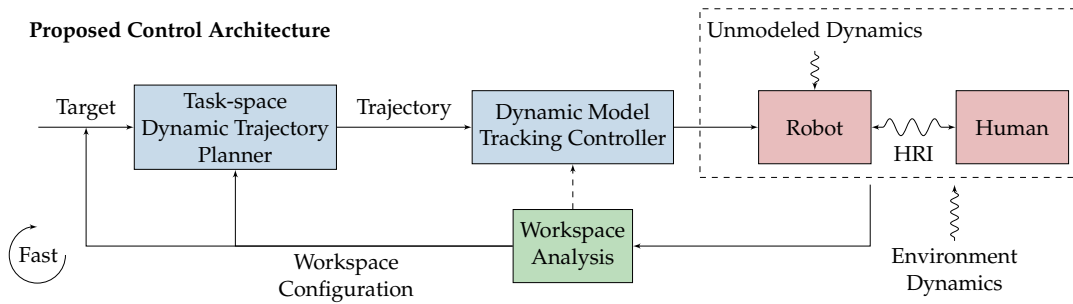 Proposed Control Architecture
Unmodeled Dynamics
Target
Task-space
Dynamic Trajectory
Planner
Trajectory
Dynamic Model
Tracking Controller
Robot
HRI
Human
Fast
Workspace
Configuration
Workspace
Analysis
Environment
Dynamics